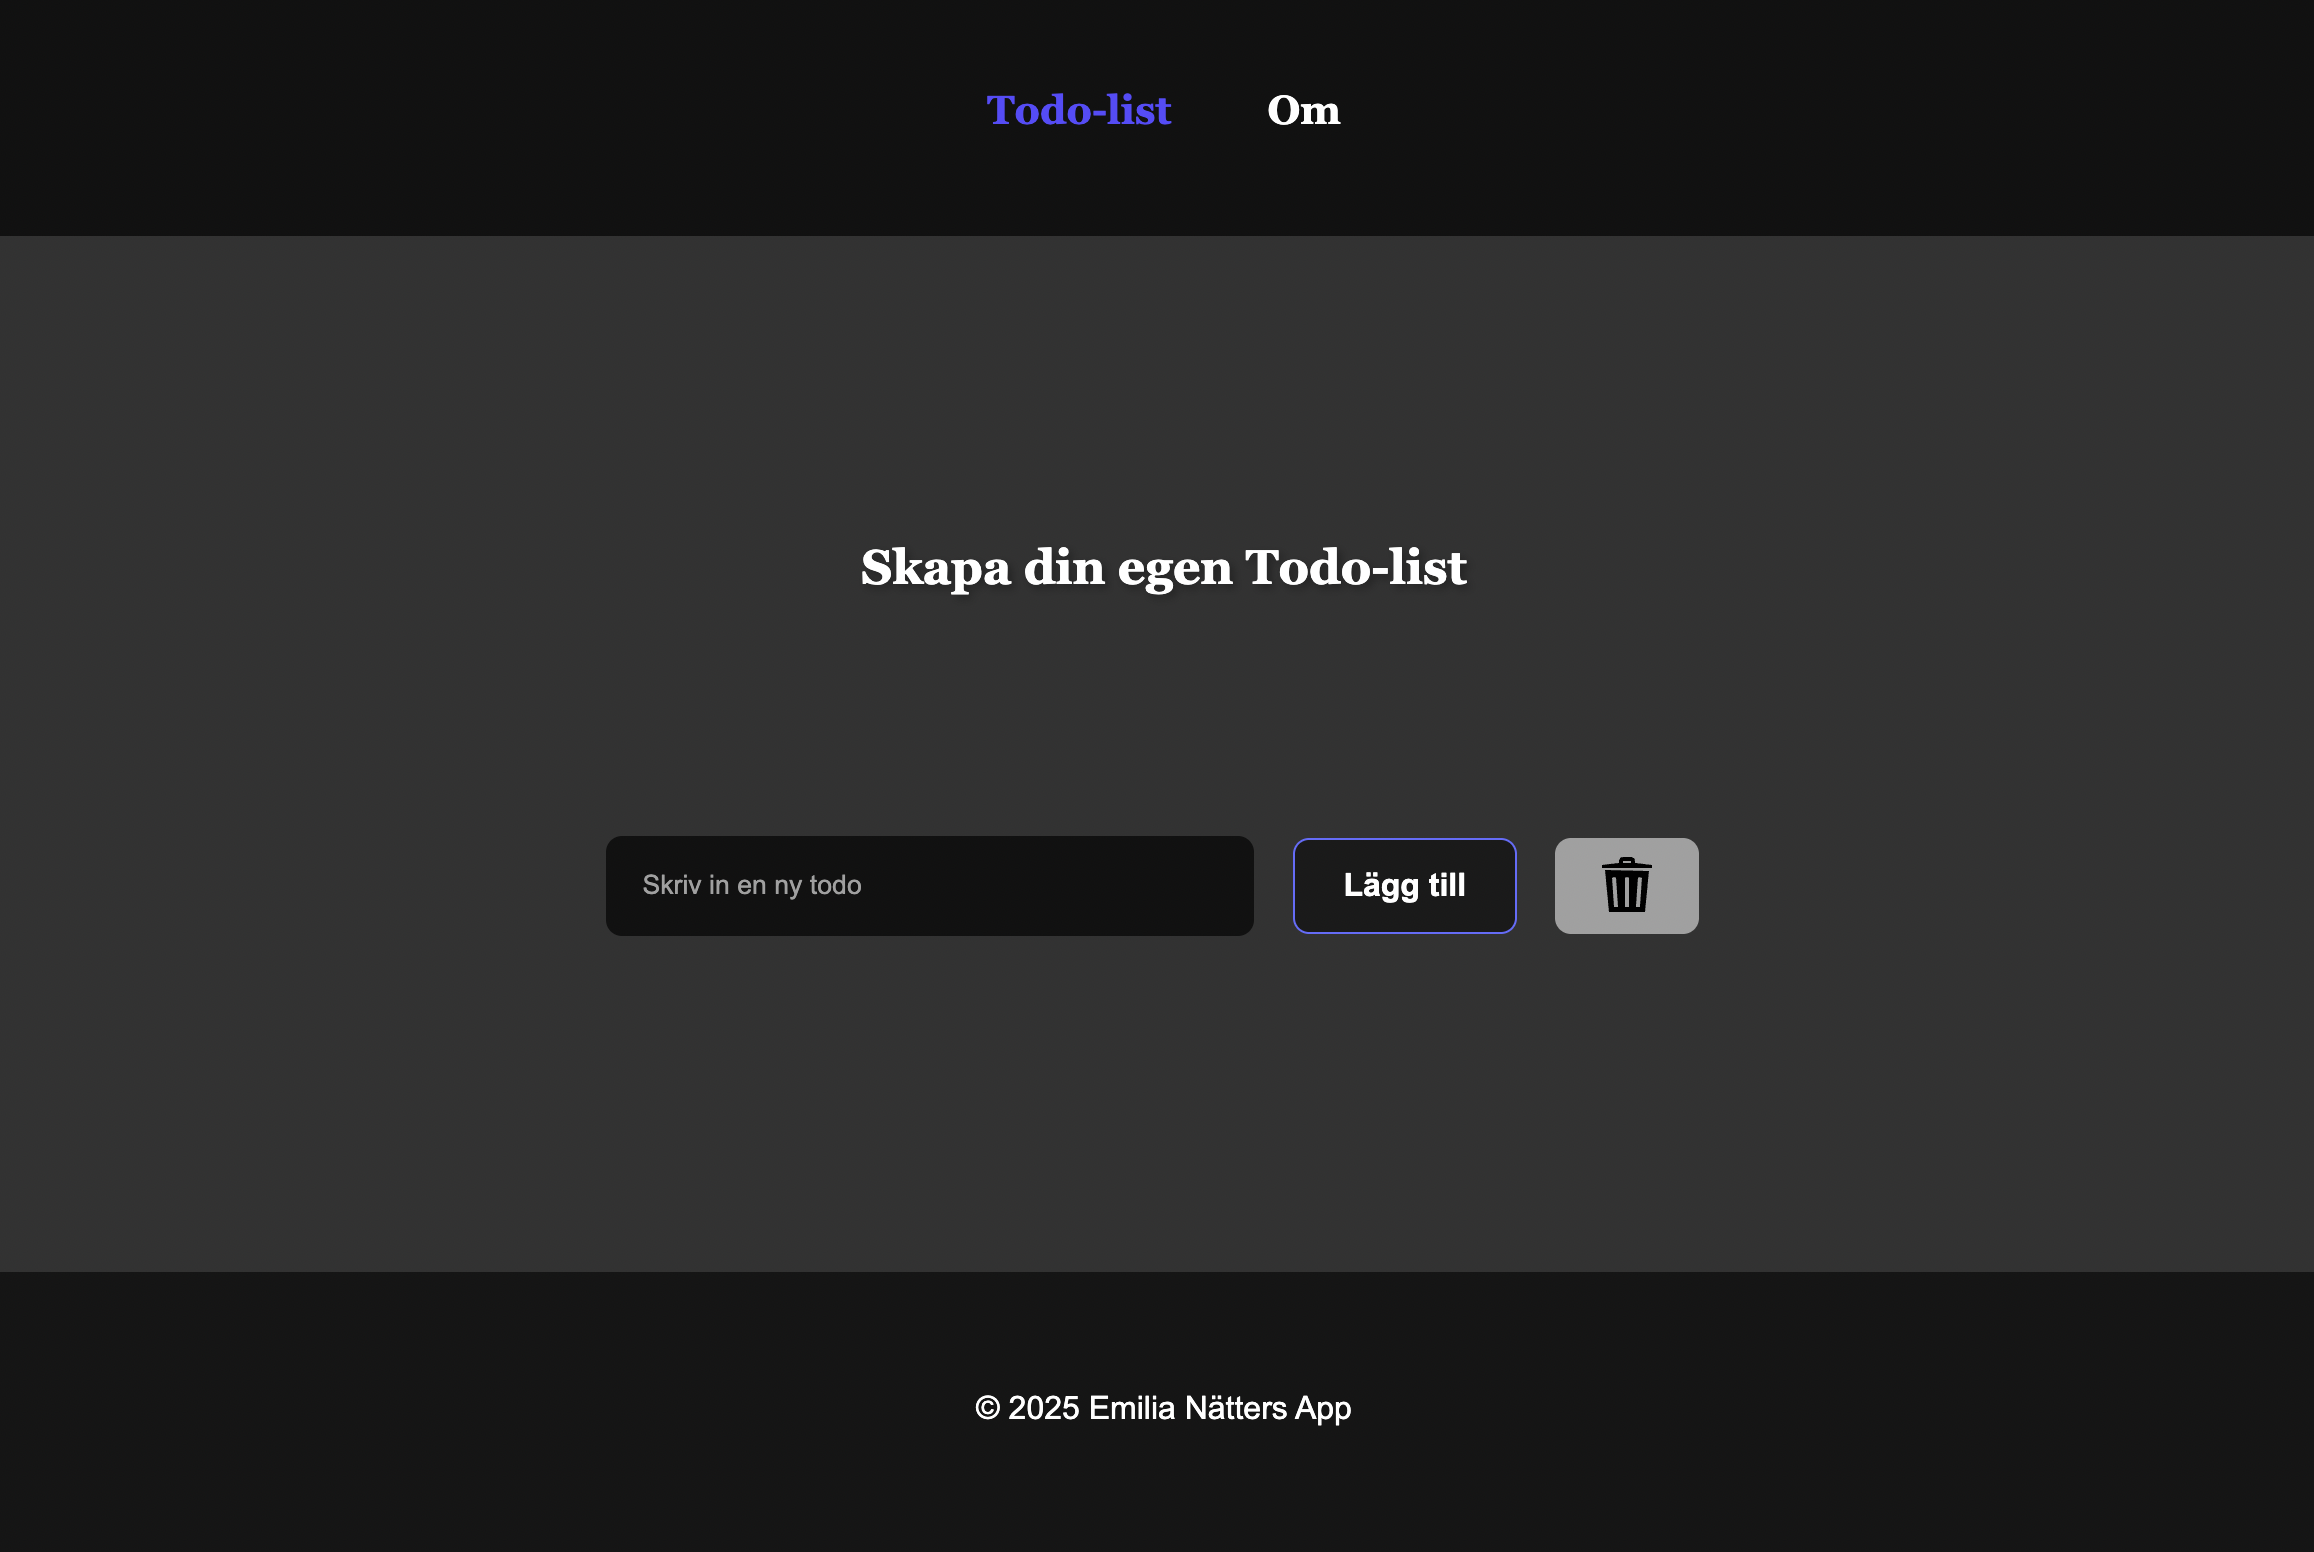 Todo-list Om
Skapa din egen Todo-list
Skriv in en ny todo Lägg till
© 2025 Emilia Nätters App